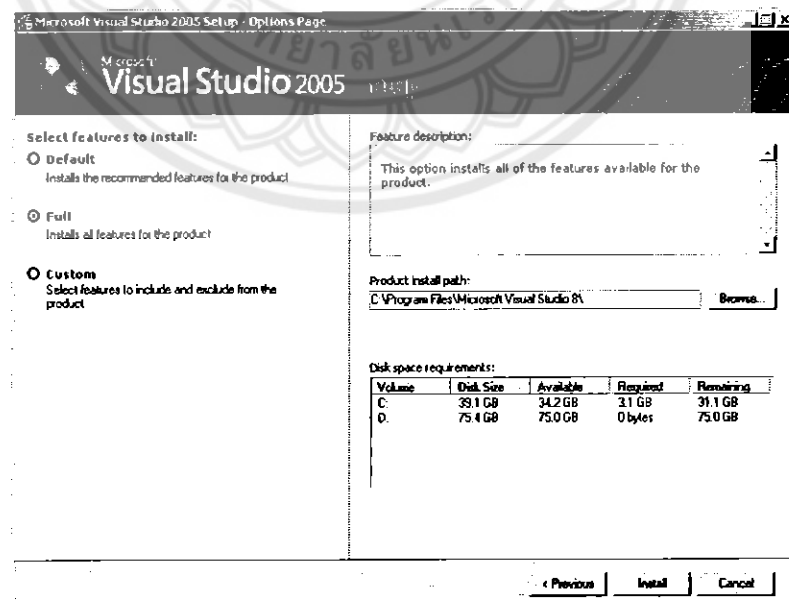 Microsoft Visual Studio 2005 Setup - Options Page
ทยาลัย
Microsoft
Visual Studio 2005
Select features to install:
Default
Installs the recommended features for the product
Full
Installs all features for the product
Custom
Select features to include and exclude from the
product
Feature description:
This option installs all of the features available for the
product.
Product install path:
C:\Program Files\Microsoft Visual Studio 8\
Browse...
Disk space requirements:
Volume Disk Size Available Required Remaining
C: 39.1 GB 34.2 GB 3.1 GB 31.1 GB
D: 75.4 GB 75.0 GB 0 bytes 75.0 GB
< Previous Install Cancel